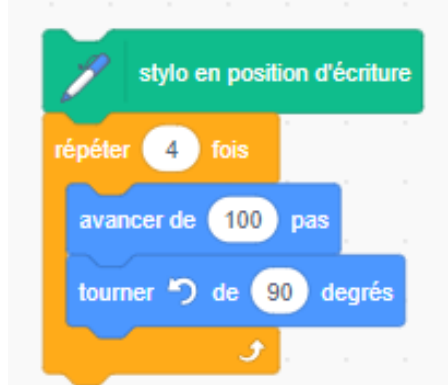 stylo en position d'écriture
répéter 4 fois
avancer de 100 pas
tourner de 90 degrés